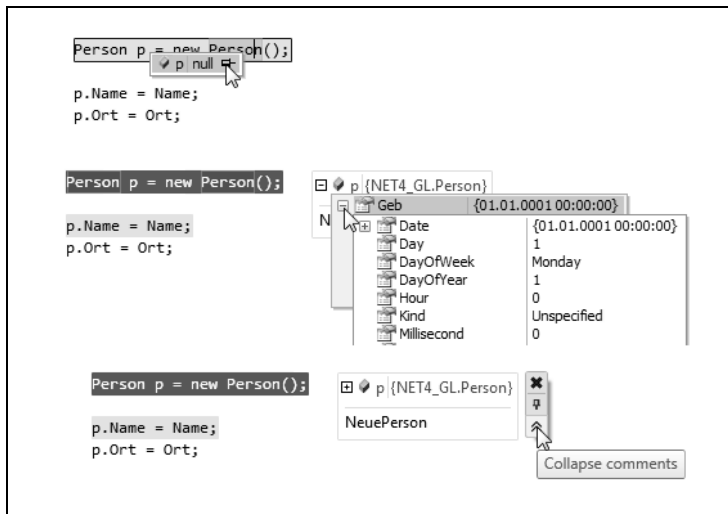 Person p = new Person();
p null
p.Name = Name;
p.Ort = Ort;
Person p = new Person();
p {NET4_GL.Person}
Geb {01.01.0001 00:00:00}
p.Name = Name;
N
Date {01.01.0001 00:00:00}
p.Ort = Ort;
Day 1
DayOfWeek Monday
DayOfYear 1
Hour 0
Kind Unspecified
Millisecond 0
Person p = new Person();
p {NET4_GL.Person}
p.Name = Name;
NeuePerson
p.Ort = Ort;
Collapse comments